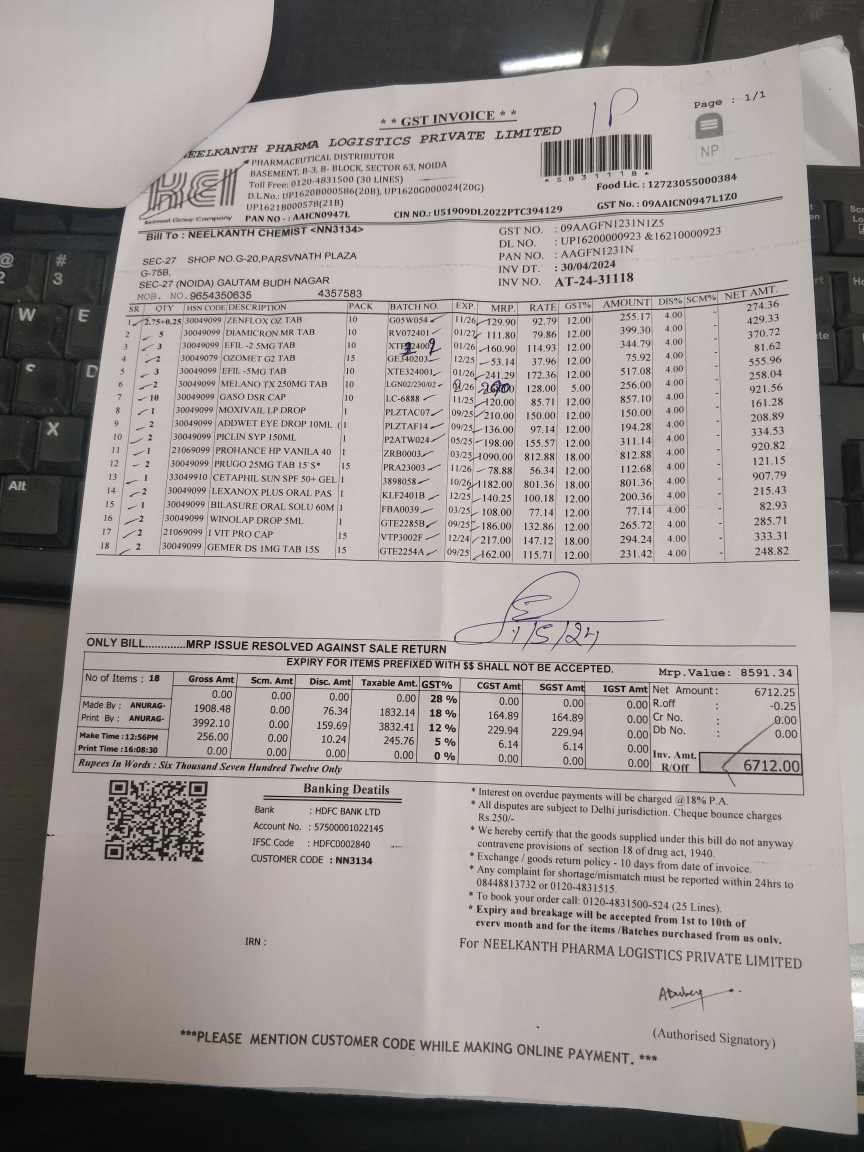 ** GST INVOICE **
Page : 1/1
NEELKANTH PHARMA LOGISTICS PRIVATE LIMITED
PHARMACEUTICAL DISTRIBUTOR
BASEMENT, B-3, B- BLOCK, SECTOR 63, NOIDA
Toll Free: 0120-4831500 (30 LINES)
D.L.No.: UP1620B000586(20B), UP1620G000024(20G)
UP1621B000578(21B)
PAN NO - : AAICN0947L
CIN NO.: U51909DL2022PTC394129
KEI
Keimed Group Company
*SB31118*
NP
Food Lic. : 12723055000384
GST No. : 09AAICN0947L1Z0
Bill To : NEELKANTH CHEMIST <NN3134>
SEC-27 SHOP NO.G-20,PARSVNATH PLAZA
G-75B,
SEC-27 (NOIDA) GAUTAM BUDH NAGAR
MOB. NO. 9654350635 4357583
GST NO. : 09AAGFN1231N1Z5
DL NO. : UP16200000923 &16210000923
PAN NO. : AAGFN1231N
INV DT. : 30/04/2024
INV NO. AT-24-31118
SR QTY HSN CODE DESCRIPTION PACK BATCH NO. EXP. MRP. RATE GST% AMOUNT DIS% SCM% NET AMT.
1 2.75+0.25 30049099 ZENFLOX OZ TAB 10 G05W054 11/26 129.90 92.79 12.00 255.17 4.00 - 274.36
2 5 30049099 DIAMICRON MR TAB 10 RV072401 01/27 111.80 79.86 12.00 399.30 4.00 - 429.33
3 3 30049099 EFIL -2.5MG TAB 10 01/26 160.90 114.93 12.00 344.79 4.00 - 370.72
4 2 30049079 OZOMET G2 TAB 15 GE340203 12/25 53.14 37.96 12.00 75.92 4.00 - 81.62
5 3 30049099 EFIL -5MG TAB 10 XTE324001 01/26 241.29 172.36 12.00 517.08 4.00 - 555.96
6 2 30049099 MELANO TX 250MG TAB 10 LGN02/230/02 /26 128.00 5.00 256.00 4.00 - 258.04
7 10 30049099 GASO DSR CAP 10 LC-6888 11/25 120.00 85.71 12.00 857.10 4.00 - 921.56
8 1 30049099 MOXIVAIL LP DROP 1 PLZTAC07 09/25 210.00 150.00 12.00 150.00 4.00 - 161.28
9 2 30049099 ADDWET EYE DROP 10ML ( 1 PLZTAF14 09/25 136.00 97.14 12.00 194.28 4.00 - 208.89
10 2 30049099 PICLIN SYP 150ML 1 P2ATW024 05/25 198.00 155.57 12.00 311.14 4.00 - 334.53
11 1 21069099 PROHANCE HP VANILA 40 1 ZRB0003 03/25 1090.00 812.88 18.00 812.88 4.00 - 920.82
12 2 30049099 PRUGO 25MG TAB 15`S* 15 PRA23003 11/26 78.88 56.34 12.00 112.68 4.00 - 121.15
13 1 33049910 CETAPHIL SUN SPF 50+ GEL 1 3898058 10/26 1182.00 801.36 18.00 801.36 4.00 - 907.79
14 2 30049099 LEXANOX PLUS ORAL PAS 1 KLF2401B 12/25 140.25 100.18 12.00 200.36 4.00 - 215.43
15 1 30049099 BILASURE ORAL SOLU 60M 1 FBA0039 03/25 108.00 77.14 12.00 77.14 4.00 - 82.93
16 2 30049099 WINOLAP DROP 5ML 1 GTE2285B 09/25 186.00 132.86 12.00 265.72 4.00 - 285.71
17 2 21069099 I VIT PRO CAP 15 VTP3002F 12/24 217.00 147.12 18.00 294.24 4.00 - 333.31
18 2 30049099 GEMER DS 1MG TAB 15S 15 GTE2254A 09/25 162.00 115.71 12.00 231.42 4.00 - 248.82
1/5/24
ONLY BILL............MRP ISSUE RESOLVED AGAINST SALE RETURN
EXPIRY FOR ITEMS PREFIXED WITH $$ SHALL NOT BE ACCEPTED.
Mrp.Value: 8591.34
No of Items : 18 Gross Amt Scm. Amt Disc. Amt Taxable Amt. GST% CGST Amt SGST Amt IGST Amt
0.00 0.00 0.00 0.00 28 % 0.00 0.00 0.00
1908.48 0.00 76.34 1832.14 18 % 164.89 164.89 0.00
3992.10 0.00 159.69 3832.41 12 % 229.94 229.94 0.00
256.00 0.00 10.24 245.76 5 % 6.14 6.14 0.00
0.00 0.00 0.00 0.00 0 % 0.00 0.00 0.00
Made By : ANURAG-
Print By : ANURAG-
Make Time :12:56PM
Print Time :16:08:30
Net Amount : 6712.25
R.off : -0.25
Cr No. : 0.00
Db No. : 0.00
Inv. Amt. R/Off 6712.00
Rupees In Words : Six Thousand Seven Hundred Twelve Only
Banking Deatils
Bank : HDFC BANK LTD
Account No. : 57500001022145
IFSC Code : HDFC0002840
CUSTOMER CODE : NN3134
IRN :
* Interest on overdue payments will be charged @18% P.A.
* All disputes are subject to Delhi jurisdiction. Cheque bounce charges
Rs.250/-
* We hereby certify that the goods supplied under this bill do not anyway
contravene provisions of section 18 of drug act, 1940.
* Exchange / goods return policy - 10 days from date of invoice.
* Any complaint for shortage/mismatch must be reported within 24hrs to
08448813732 or 0120-4831515.
* To book your order call: 0120-4831500-524 (25 Lines).
* Expiry and breakage will be accepted from 1st to 10th of
every month and for the items /Batches purchased from us only.
For NEELKANTH PHARMA LOGISTICS PRIVATE LIMITED
(Authorised Signatory)
***PLEASE MENTION CUSTOMER CODE WHILE MAKING ONLINE PAYMENT. ***
@
2
#
3
W
E
S
D
X
Alt